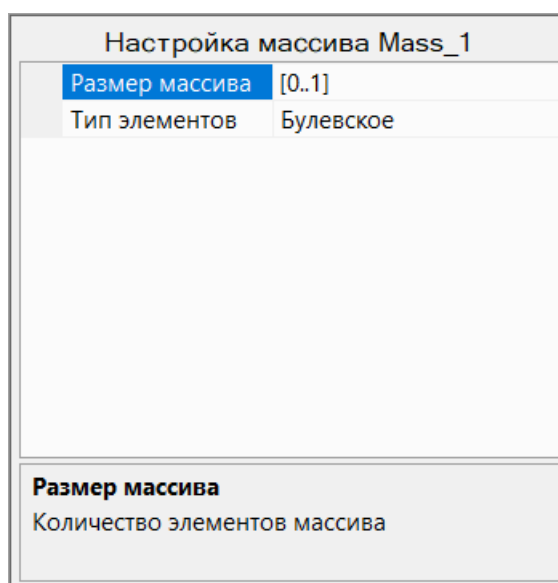 Настройка массива Mass_1
Размер массива [0..1]
Тип элементов Булевское
Размер массива
Количество элементов массива